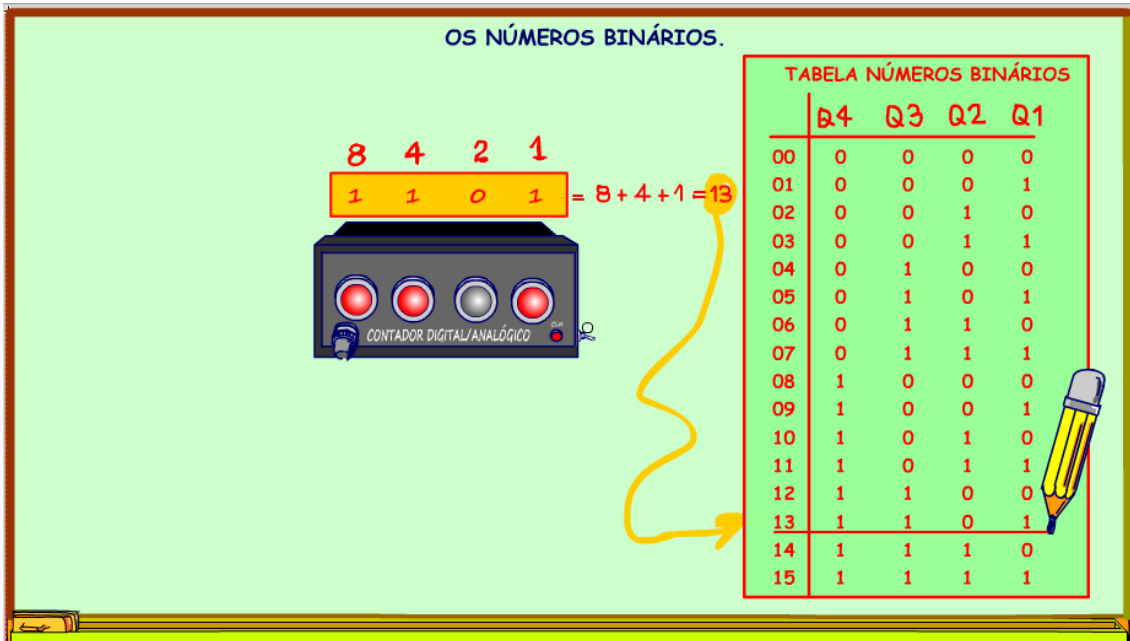 OS NÚMEROS BINÁRIOS.
8 4 2 1
1 1 0 1 = 8 + 4 + 1 = 13
CONTADOR DIGITAL/ANALÓGICO
CLR
TABELA NÚMEROS BINÁRIOS
Q4 Q3 Q2 Q1
00 0 0 0 0
01 0 0 0 1
02 0 0 1 0
03 0 0 1 1
04 0 1 0 0
05 0 1 0 1
06 0 1 1 0
07 0 1 1 1
08 1 0 0 0
09 1 0 0 1
10 1 0 1 0
11 1 0 1 1
12 1 1 0 0
13 1 1 0 1
14 1 1 1 0
15 1 1 1 1